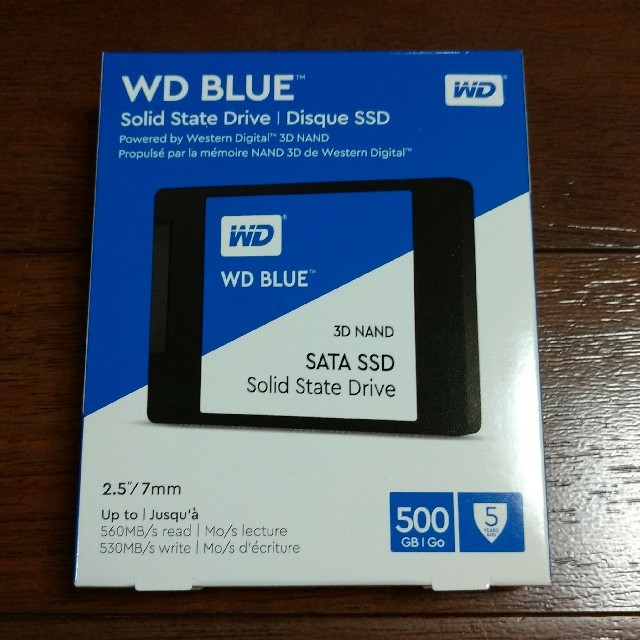 WD BLUE™
WD®
Solid State Drive | Disque SSD
Powered by Western Digital™ 3D NAND
Propulsé par la mémoire NAND 3D de Western Digital™
WD®
WD BLUE™
3D NAND
SATA SSD
Solid State Drive
2.5"/7mm
Up to | Jusqu'à
560MB/s read | Mo/s lecture
530MB/s write | Mo/s d'écriture
500
GB | Go
5
YEARS